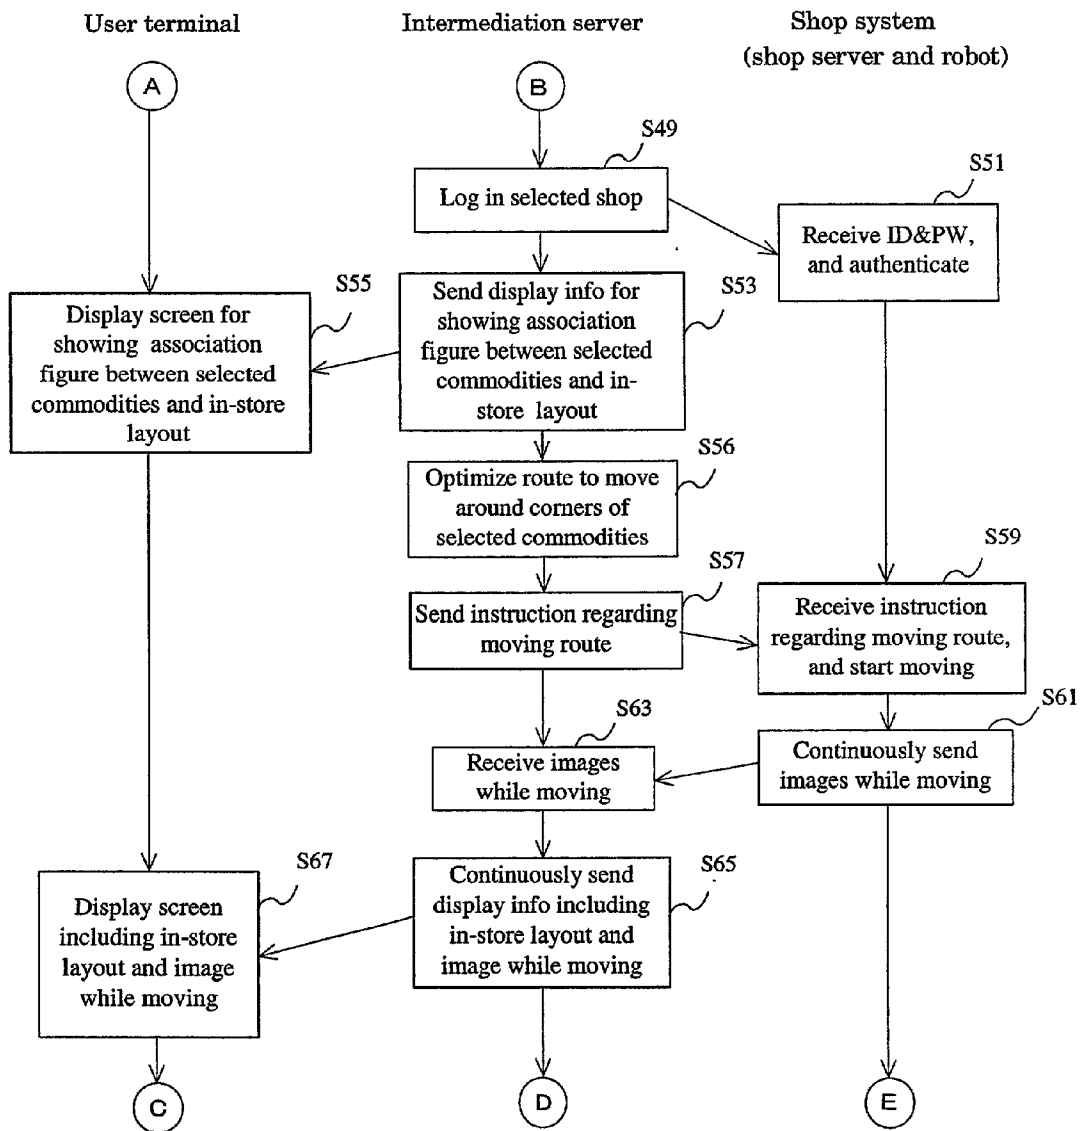 User terminal
Intermediation server
Shop system
(shop server and robot)
A
B
S49
Log in selected shop
S51
Receive ID&PW,
and authenticate
S55
Display screen for
showing association
figure between selected
commodities and in-store
layout
S53
Send display info for
showing association
figure between selected
commodities and in-
store layout
S56
Optimize route to move
around corners of
selected commodities
S57
Send instruction regarding
moving route
S59
Receive instruction
regarding moving route,
and start moving
S61
Continuously send
images while moving
S63
Receive images
while moving
S65
Continuously send
display info including
in-store layout and
image while moving
S67
Display screen
including in-store
layout and image
while moving
C
D
E